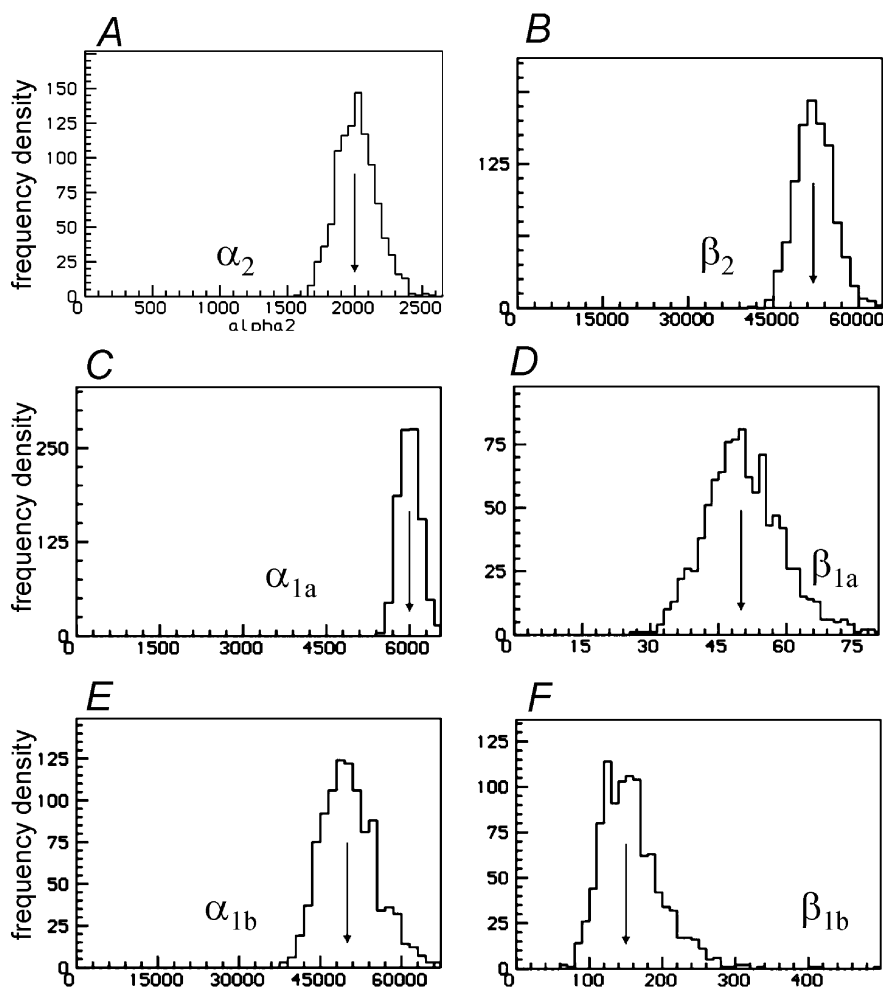 A
B
frequency density
150
125
100
75
50
25
0
α2
0 500 1000 1500 2000 2500
alpha2
125
0
β2
0 15000 30000 45000 60000
C
D
frequency density
250
125
0
α1a
0 1500 3000 4500 6000
75
50
25
0
β1a
0 15 30 45 60 75
E
F
frequency density
125
100
75
50
25
0
α1b
0 15000 30000 45000 60000
125
100
75
50
25
0
β1b
100 200 300 400